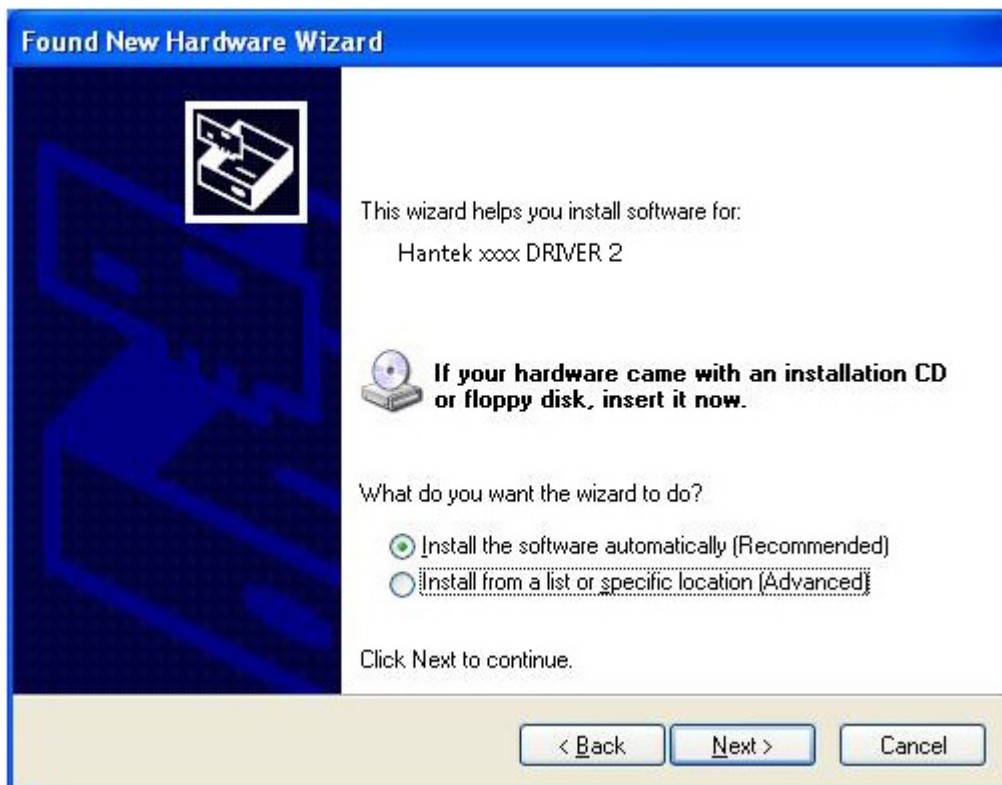 Found New Hardware Wizard
This wizard helps you install software for:
Hantek xxxx DRIVER 2
If your hardware came with an installation CD
or floppy disk, insert it now.
What do you want the wizard to do?
Install the software automatically (Recommended)
Install from a list or specific location (Advanced)
Click Next to continue.
< Back Next > Cancel